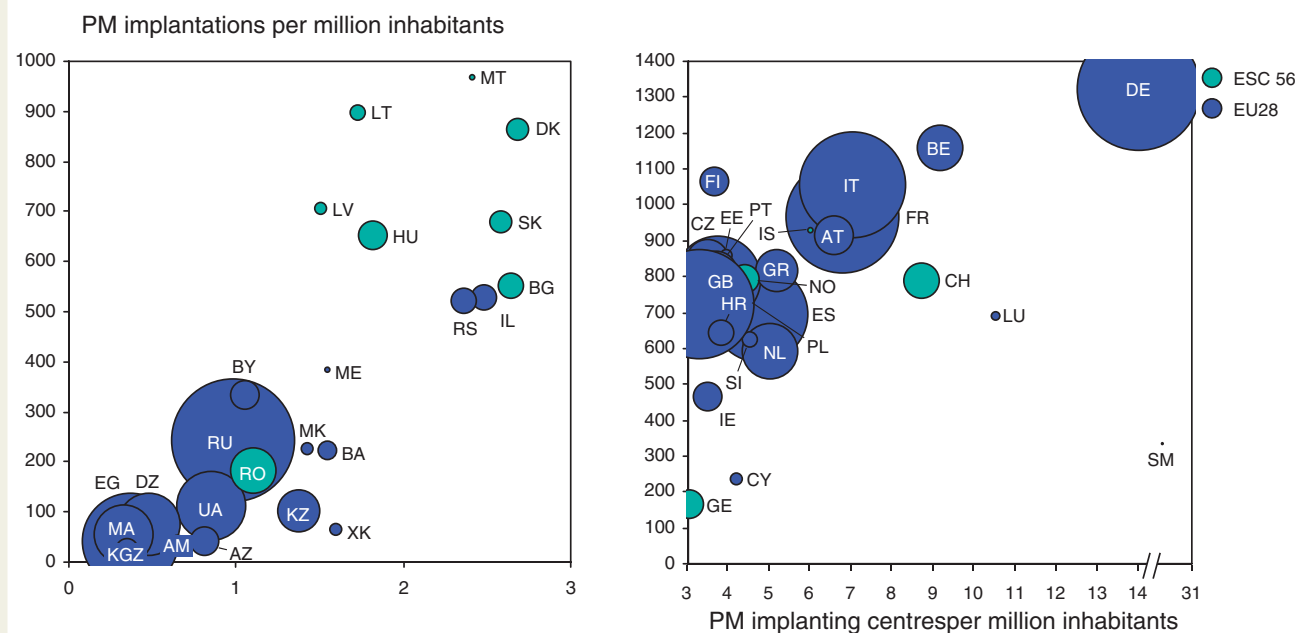 PM implantations per million inhabitants
1000
900
800
700
600
500
400
300
200
100
0
0 1 2 3
MT
LT
DK
LV
SK
HU
BG
RS IL
BY
ME
RU
MK
BA
RO
EG DZ
UA
KZ
MA
XK
AM
KGZ
AZ
1400
1300
1200
1100
1000
900
800
700
600
500
400
300
200
100
0
3 4 5 6 7 8 9 10 11 12 13 14 31
DE
BE
FI
IT
PT
EE
CZ
IS
FR
AT
GR
GB
NO
CH
HR
ES
LU
PL
NL
SI
IE
SM
CY
GE
ESC 56
EU28
PM implanting centresper million inhabitants